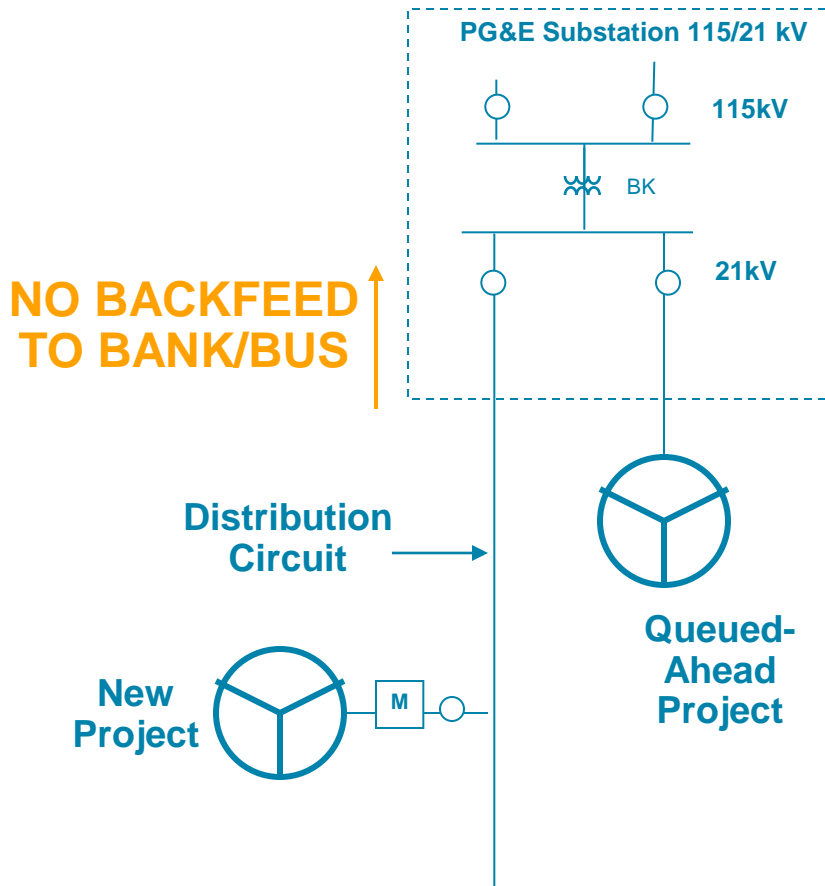 PG&E Substation 115/21 kV
115kV
BK
21kV
NO BACKFEED
TO BANK/BUS
Distribution
Circuit
Queued-
Ahead
Project
New
Project
M